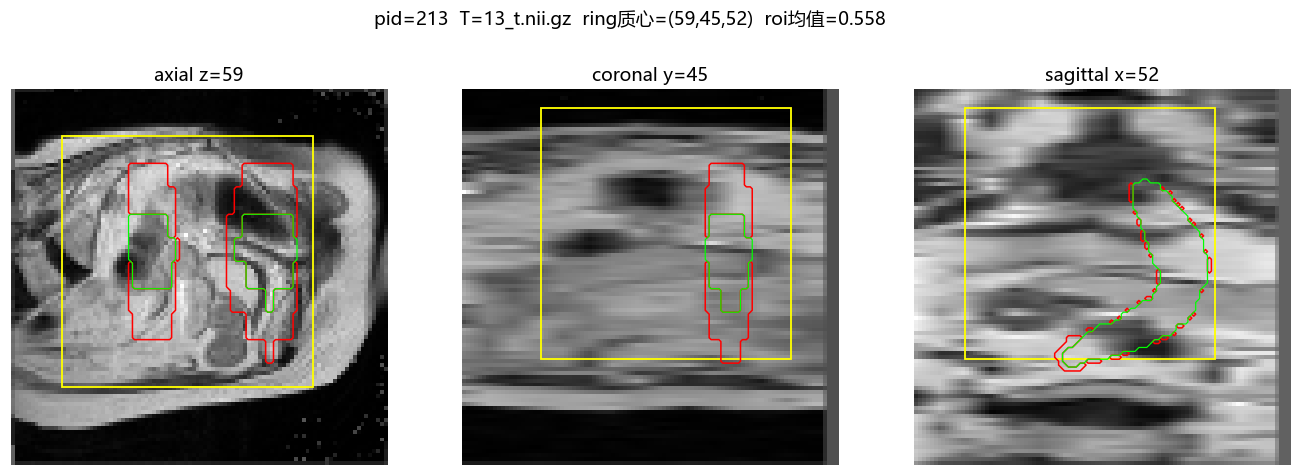 pid=213  T=13_t.nii.gz  ring质心=(59,45,52)  roi均值=0.558
axial z=59
coronal y=45
sagittal x=52